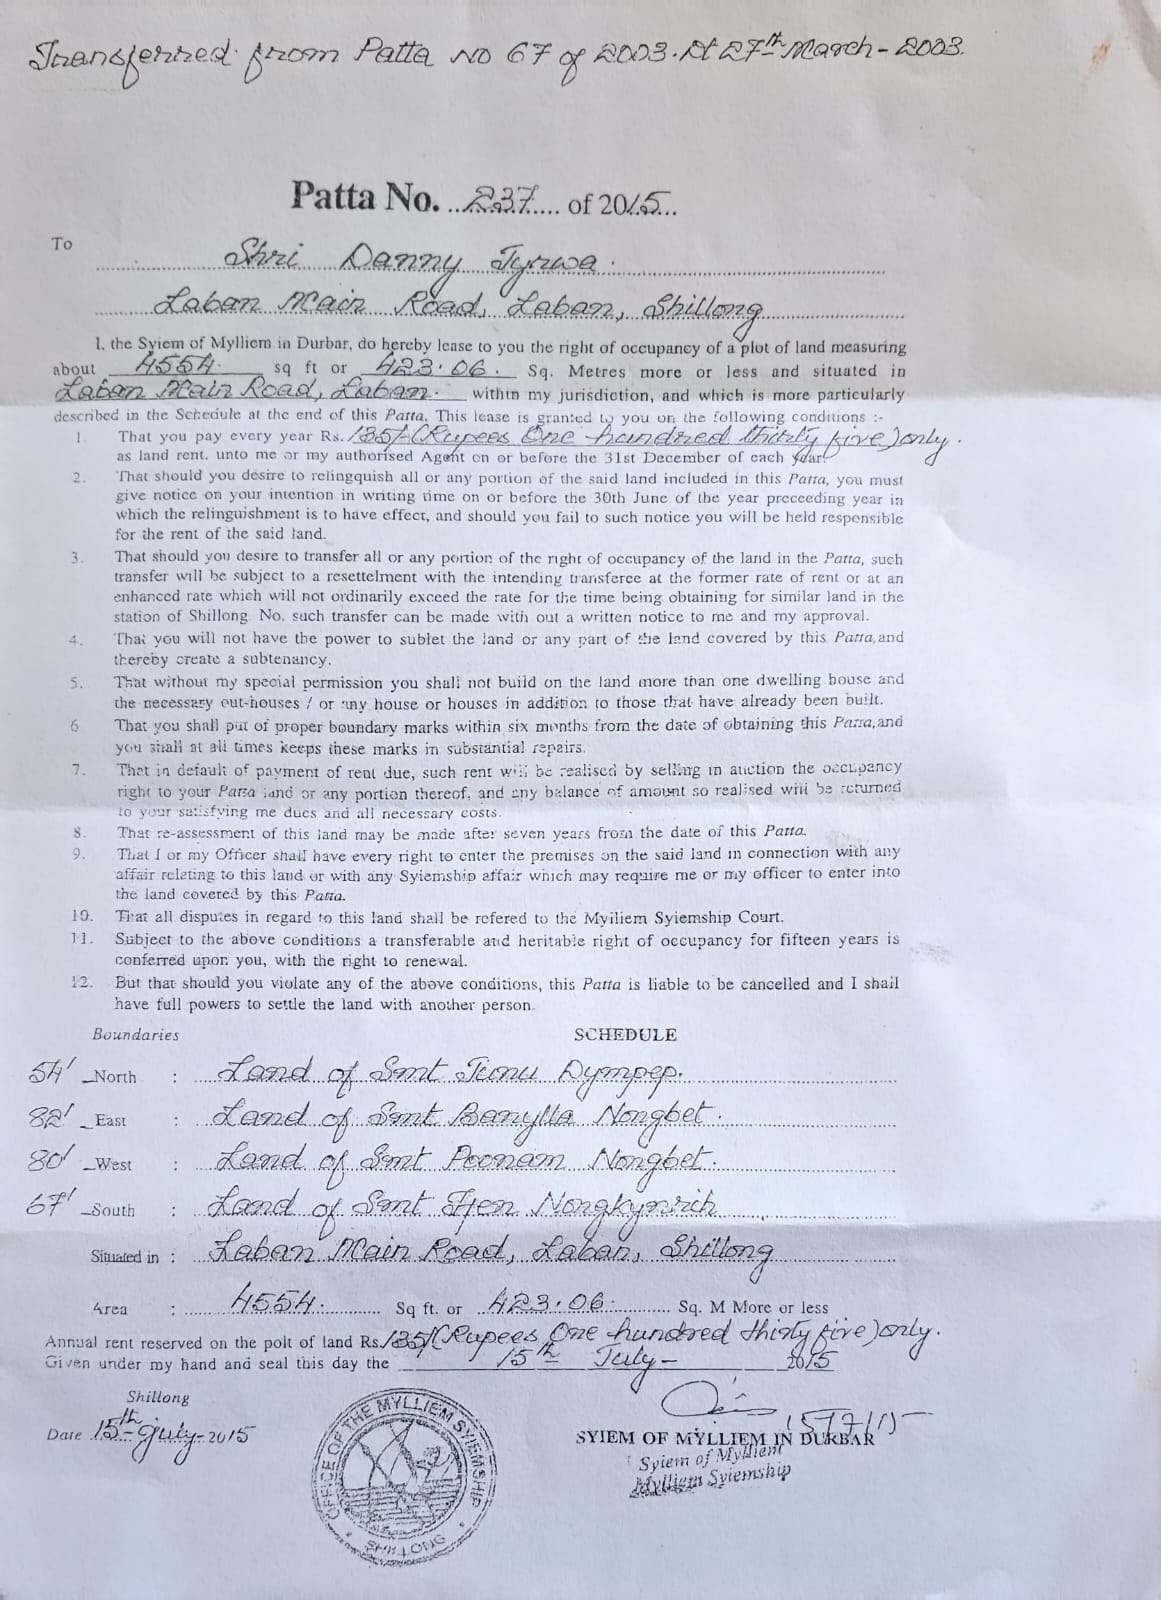 Transferred from Patta No 67 of 2003. Dt 27th March - 2003.
Patta No. 237 of 2015
To
Shri Danny Tyrwa.
Laban Main Road, Laban, Shillong
I, the Syiem of Mylliem in Durbar, do hereby lease to you the right of occupancy of a plot of land measuring
about 4554. sq ft or 423.06. Sq. Metres more or less and situated in
Laban Main Road, Laban. within my jurisdiction, and which is more particularly
described in the Schedule at the end of this Patta. This lease is granted to you on the following conditions :-
1. That you pay every year Rs. 135/-(Rupees One hundred thirty five) only.
as land rent, unto me or my authorised Agent on or before the 31st December of each year.
2. That should you desire to relingquish all or any portion of the said land included in this Patta, you must
give notice on your intention in writing time on or before the 30th June of the year preceeding year in
which the relinguishment is to have effect, and should you fail to such notice you will be held responsible
for the rent of the said land.
3. That should you desire to transfer all or any portion of the right of occupancy of the land in the Patta, such
transfer will be subject to a resettelment with the intending transferee at the former rate of rent or at an
enhanced rate which will not ordinarily exceed the rate for the time being obtaining for similar land in the
station of Shillong No. such transfer can be made with out a written notice to me and my approval.
4. That you will not have the power to sublet the land or any part of the land covered by this Patta, and
thereby create a subtenancy.
5. That without my special permission you shall not build on the land more than one dwelling house and
the necessary out-houses / or any house or houses in addition to those that have already been built.
6 That you shall put of proper boundary marks within six months from the date of obtaining this Patta, and
you shall at all times keeps these marks in substantial repairs.
7. That in default of payment of rent due, such rent will be realised by selling in auction the occupancy
right to your Patta land or any portion thereof, and any balance of amount so realised will be returned
to your satisfying me dues and all necessary costs.
8. That re-assessment of this land may be made after seven years from the date of this Patta.
9. That I or my Officer shall have every right to enter the premises on the said land in connection with any
affair relating to this land or with any Syiemship affair which may require me or my officer to enter into
the land covered by this Patta.
10. That all disputes in regard to this land shall be refered to the Myiliem Syiemship Court.
11. Subject to the above conditions a transferable and heritable right of occupancy for fifteen years is
conferred upon you, with the right to renewal.
12. But that should you violate any of the above conditions, this Patta is liable to be cancelled and I shall
have full powers to settle the land with another person.
Boundaries SCHEDULE
54' North : Land of Smt Dympep.
82' East : Land of Smt Banylla Nongbet.
80' West : Land of Smt Poonam Nongbet.
67' South : Land of Smt Nongkynrih
Situated in : Laban Main Road, Laban, Shillong
Area : 4554. Sq ft. or 423.06. Sq. M More or less
Annual rent reserved on the polt of land Rs. 135/-(Rupees One hundred thirty five) only.
Given under my hand and seal this day the 15th July - 2015
Shillong
Date 15th - July - 2015
OFFICE OF THE MYLLIEM SYIEMSHIP
SHILLONG
15/7/15
SYIEM OF MYLLIEM IN DURBAR
Syiem of Mylliem
Mylliem Syiemship